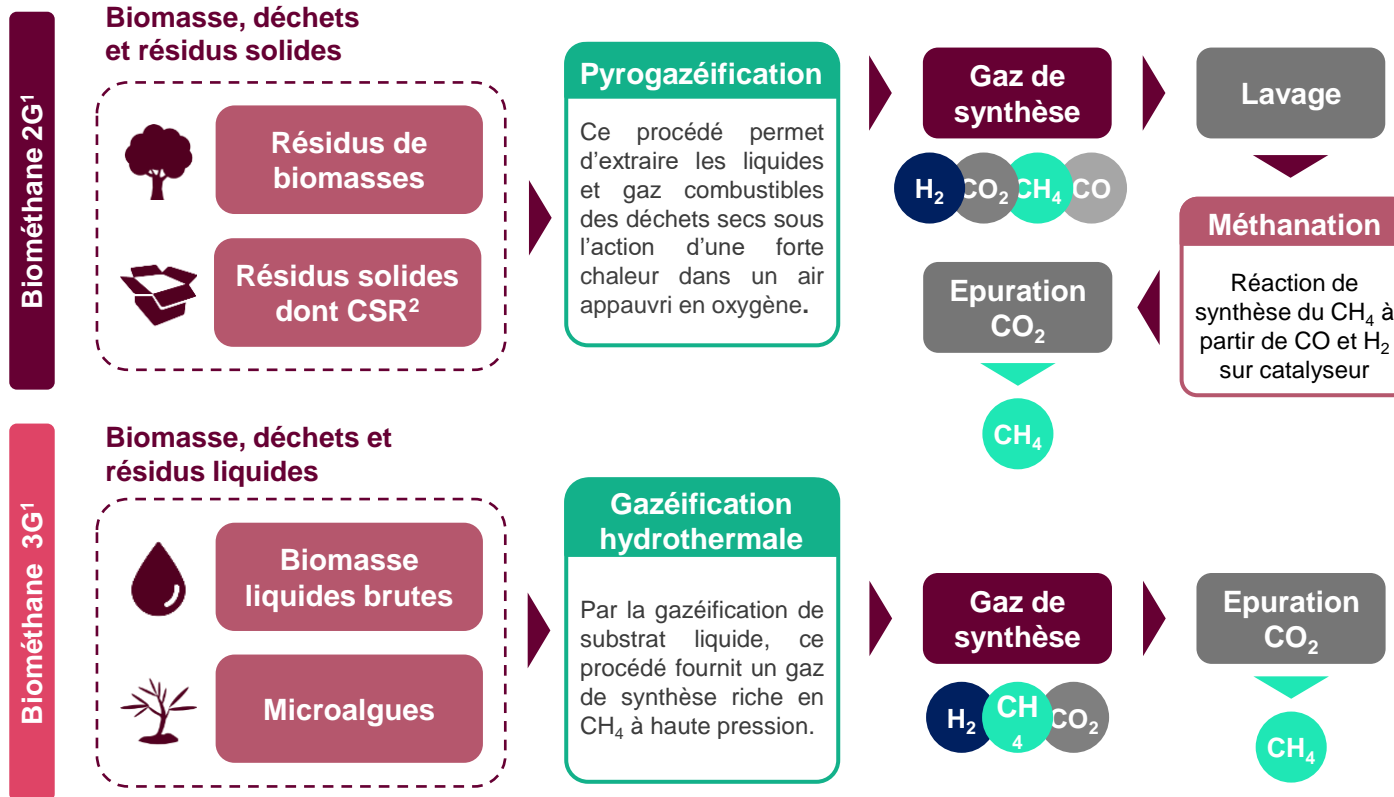 Biométhane 2G¹
Biomasse, déchets
et résidus solides
Résidus de
biomasses
Résidus solides
dont CSR²
Pyrogazéification
Ce procédé permet
d'extraire les liquides
et gaz combustibles
des déchets secs sous
l'action d'une forte
chaleur dans un air
appauvri en oxygène.
Gaz de
synthèse
H₂ CO₂ CH₄ CO
Lavage
Méthanation
Réaction de
synthèse du CH₄ à
partir de CO et H₂
sur catalyseur
Epuration
CO₂
CH₄
Biométhane 3G¹
Biomasse, déchets et
résidus liquides
Biomasse
liquides brutes
Microalgues
Gazéification
hydrothermale
Par la gazéification de
substrat liquide, ce
procédé fournit un gaz
de synthèse riche en
CH₄ à haute pression.
Gaz de
synthèse
H₂ CH
4 CO₂
Epuration
CO₂
CH₄